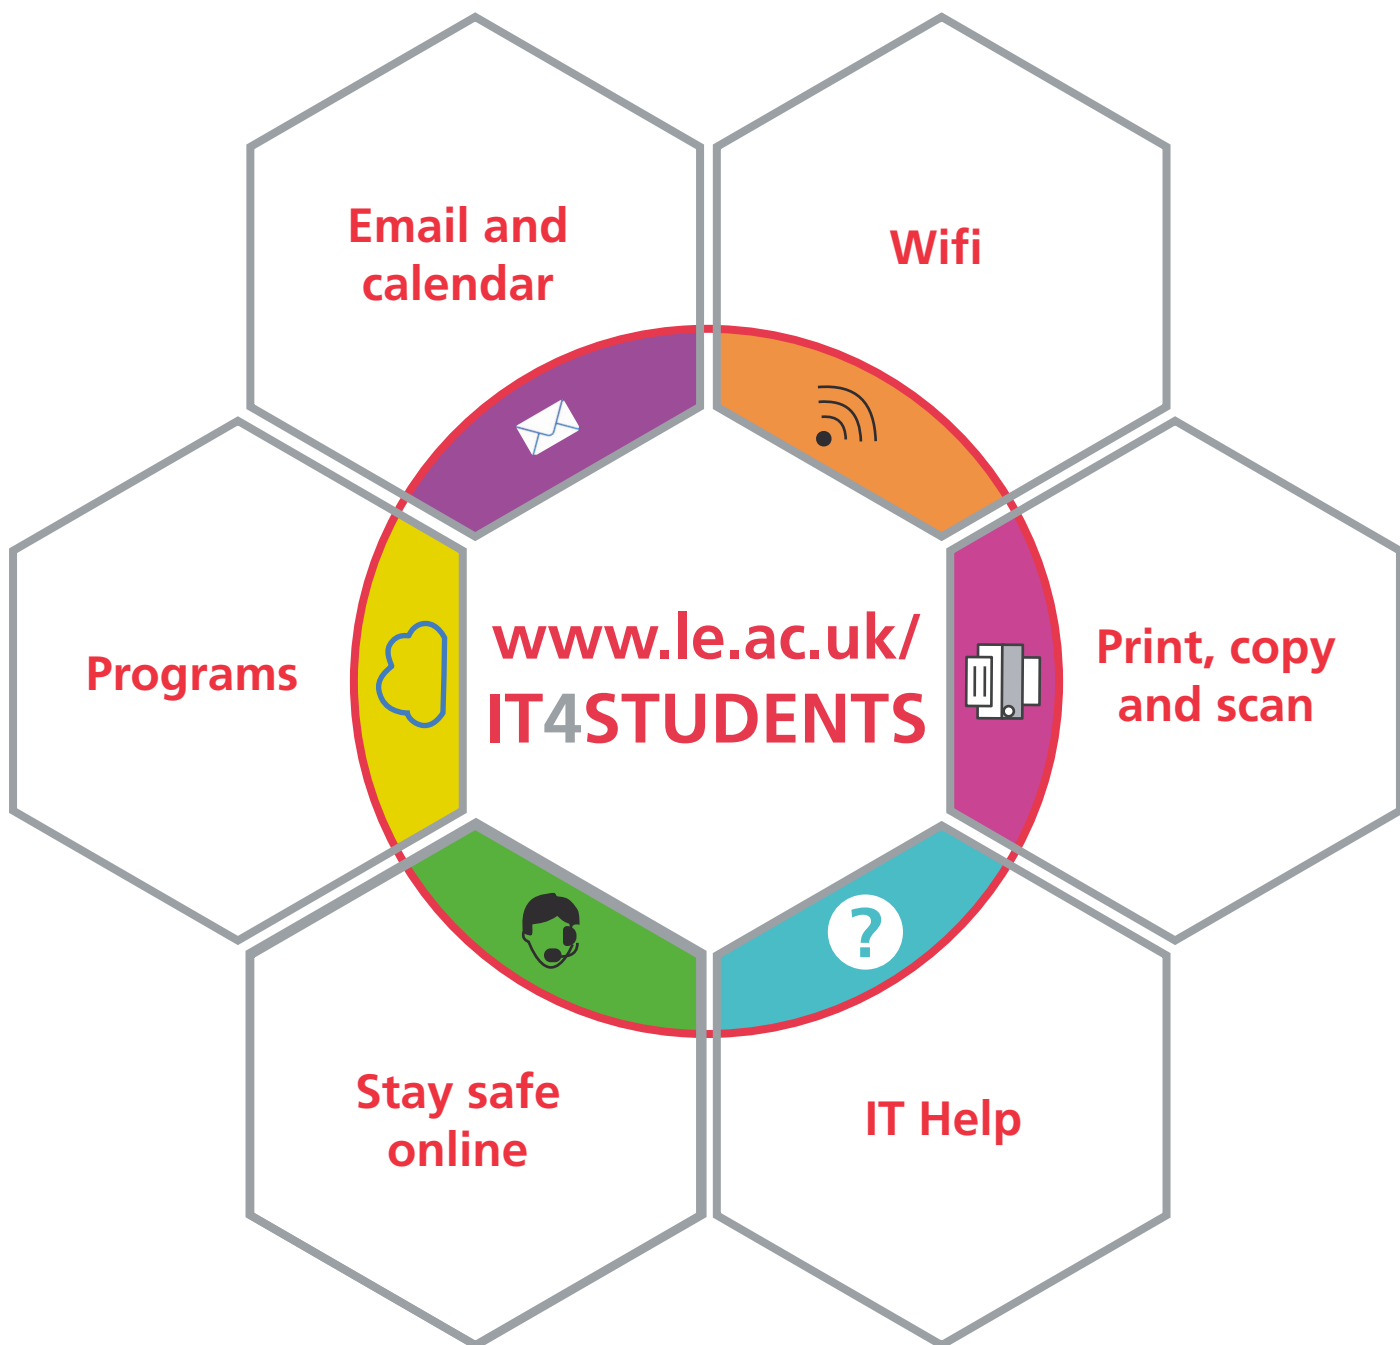 Email and
calendar
Wifi
Programs
www.le.ac.uk/
IT4STUDENTS
Print, copy
and scan
?
Stay safe
online
IT Help